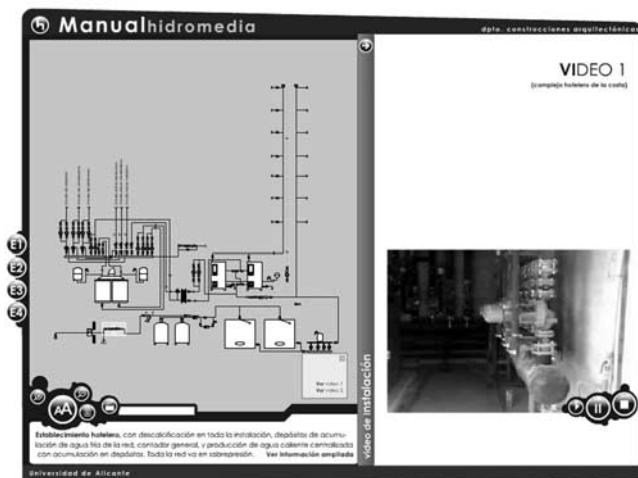 Manualhidromedia
dpto. construcciones arquitectónicas
VIDEO 1
(complejo hotelero de la costa)
E1
E2
E3
E4
Ver video 1
Ver video 2
video de instalación
AA
Establecimiento hotelero, con descalcificación en toda la instalación, depósitos de acumu-
lación de agua fría de la red, contador general, y producción de agua caliente centralizada
con acumulación en depósitos. Toda la red va en sobrepresión. Ver información ampliada
Universidad de Alicante